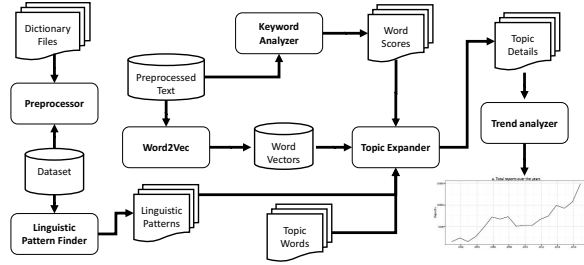 Dictionary
Files
Preprocessor
Dataset
Linguistic
Pattern Finder
Keyword
Analyzer
Preprocessed
Text
Word2Vec
Word
Vectors
Linguistic
Patterns
Topic
Words
Word
Scores
Topic Expander
Topic
Details
Trend analyzer
a. Total reports over the years